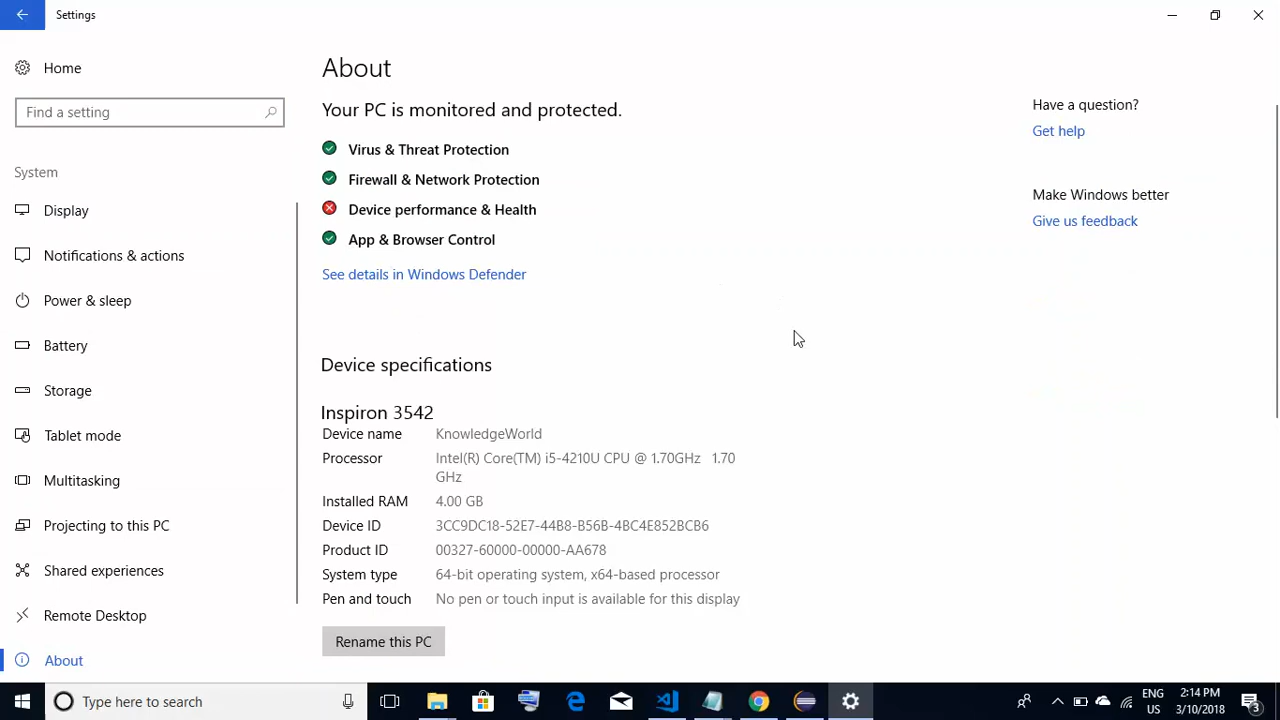 Settings
Home
Find a setting
System
Display
Notifications & actions
Power & sleep
Battery
Storage
Tablet mode
Multitasking
Projecting to this PC
Shared experiences
Remote Desktop
About
About
Your PC is monitored and protected.
Virus & Threat Protection
Firewall & Network Protection
Device performance & Health
App & Browser Control
See details in Windows Defender
Device specifications
Inspiron 3542
Device name KnowledgeWorld
Processor Intel(R) Core(TM) i5-4210U CPU @ 1.70GHz 1.70
GHz
Installed RAM 4.00 GB
Device ID 3CC9DC18-52E7-44B8-B56B-4BC4E852BCB6
Product ID 00327-60000-00000-AA678
System type 64-bit operating system, x64-based processor
Pen and touch No pen or touch input is available for this display
Rename this PC
Have a question?
Get help
Make Windows better
Give us feedback
Type here to search
ENG
US
2:14 PM
3/10/2018
3